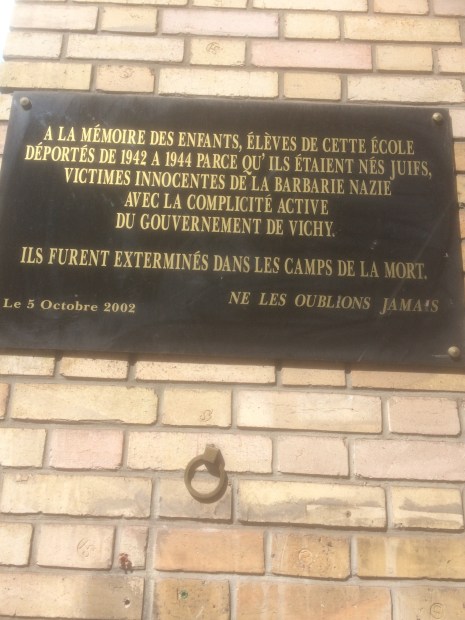 A LA MÉMOIRE DES ENFANTS, ÉLÈVES DE CETTE ÉCOLE
DÉPORTÉS DE 1942 A 1944 PARCE QU'ILS ÉTAIENT NÉS JUIFS,
VICTIMES INNOCENTES DE LA BARBARIE NAZIE
AVEC LA COMPLICITÉ ACTIVE
DU GOUVERNEMENT DE VICHY.
ILS FURENT EXTERMINÉS DANS LES CAMPS DE LA MORT.
Le 5 Octobre 2002
NE LES OUBLIONS JAMAIS